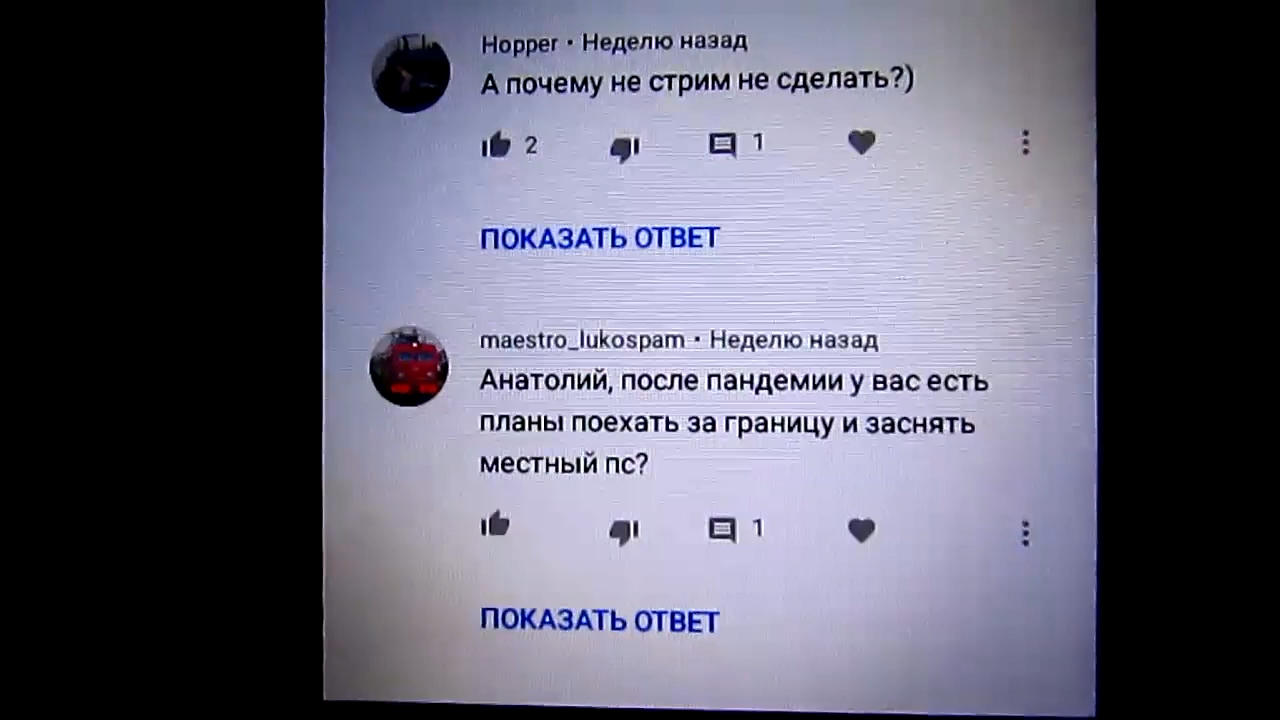 Hopper • Неделю назад
А почему не стрим не сделать?)
2
1
ПОКАЗАТЬ ОТВЕТ
maestro_lukospam • Неделю назад
Анатолий, после пандемии у вас есть
планы поехать за границу и заснять
местный пс?
1
ПОКАЗАТЬ ОТВЕТ